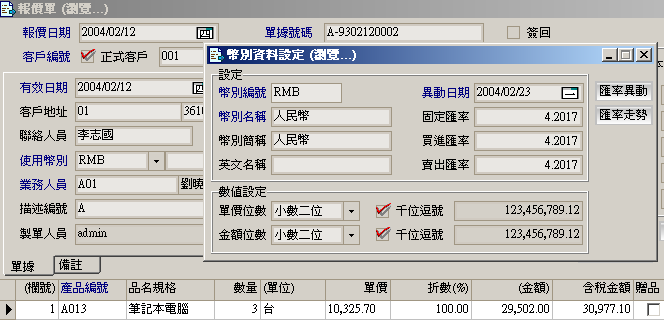 報價單 (瀏覽...)
報價日期 2004/02/12 四 單據號碼 A-9302120002 簽回
客戶編號 正式客戶 001
有效日期 2004/02/12 四
客戶地址 01 3610
聯絡人員 李志國
使用幣別 RMB
業務人員 A01 劉曉
描述編號 A
製單人員 admin
單據 備註
幣別資料設定 (瀏覽...)
設定
幣別編號 RMB 異動日期 2004/02/23 一 匯率異動
幣別名稱 人民幣 固定匯率 4.2017 匯率走勢
幣別簡稱 人民幣 買進匯率 4.2017
英文名稱 賣出匯率 4.2017
數值設定
單價位數 小數二位 千位逗號 123,456,789.12
金額位數 小數二位 千位逗號 123,456,789.12
(欄號) 產品編號 品名規格 數量 (單位) 單價 折數(%) (金額) 含稅金額 贈品
1 A013 筆記本電腦 3 台 10,325.70 100.00 29,502.00 30,977.10